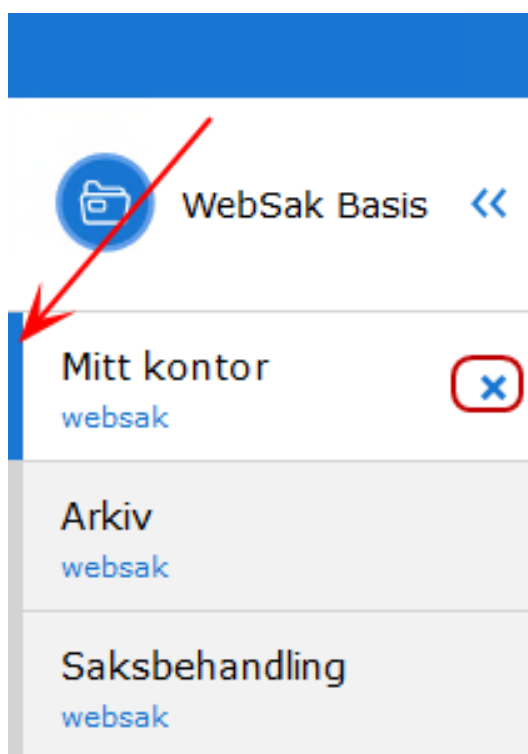 WebSak Basis
Mitt kontor
websak
Arkiv
websak
Saksbehandling
websak